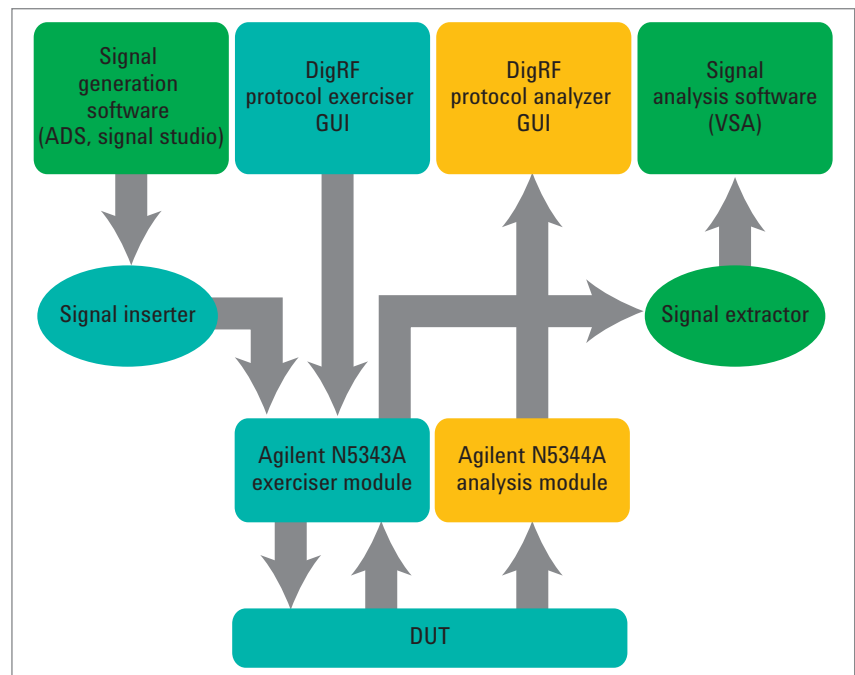 Signal
generation
software
(ADS, signal studio)
DigRF
protocol exerciser
GUI
DigRF
protocol analyzer
GUI
Signal
analysis software
(VSA)
Signal inserter
Signal extractor
Agilent N5343A
exerciser module
Agilent N5344A
analysis module
DUT